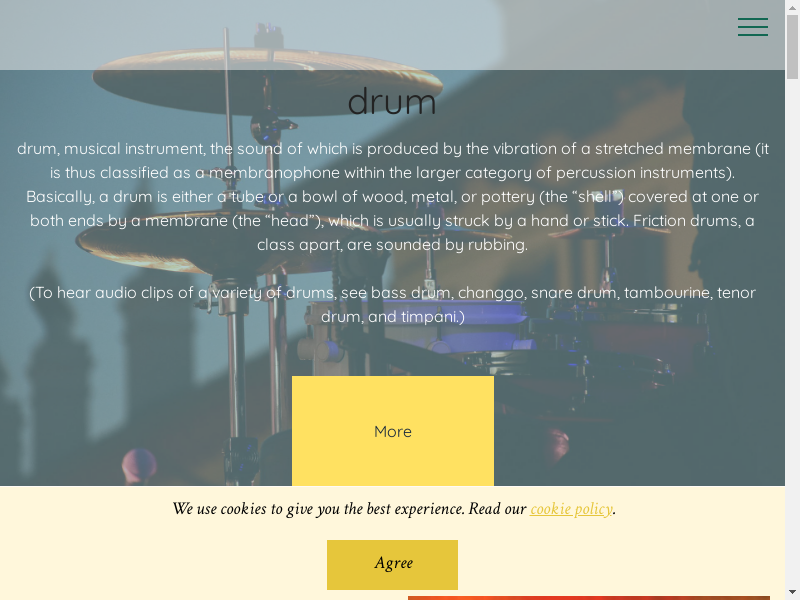 drum
drum, musical instrument, the sound of which is produced by the vibration of a stretched membrane (it
is thus classified as a membranophone within the larger category of percussion instruments).
Basically, a drum is either a tube or a bowl of wood, metal, or pottery (the “shell”) covered at one or
both ends by a membrane (the “head”), which is usually struck by a hand or stick. Friction drums, a
class apart, are sounded by rubbing.
(To hear audio clips of a variety of drums, see bass drum, changgo, snare drum, tambourine, tenor
drum, and timpani.)
More
We use cookies to give you the best experience. Read our cookie policy.
Agree